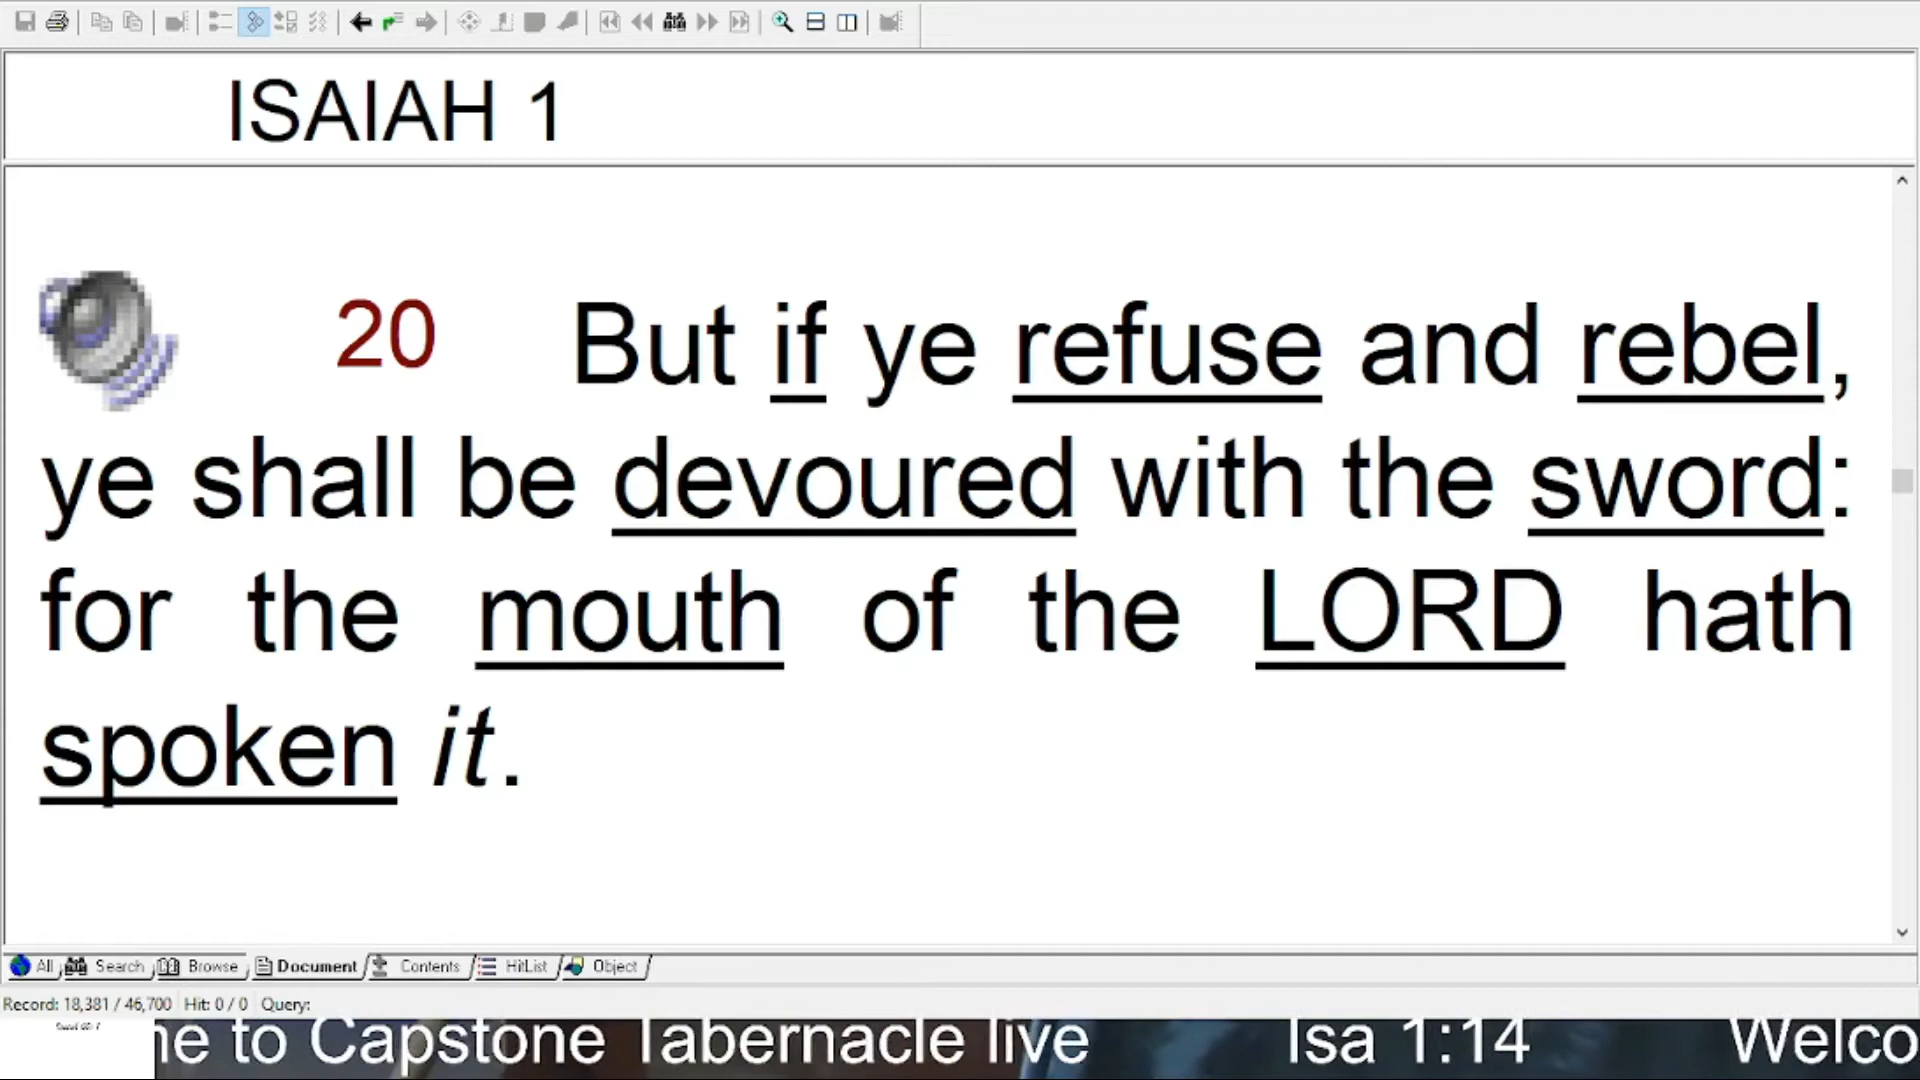 ISAIAH 1
20 But if ye refuse and rebel,
ye shall be devoured with the sword:
for the mouth of the LORD hath
spoken it.
All Search Browse Document Contents HitList Object
Record: 18,381 / 46,700 Hit: 0 / 0 Query:
ne to Capstone Tabernacle live Isa 1:14 Welco